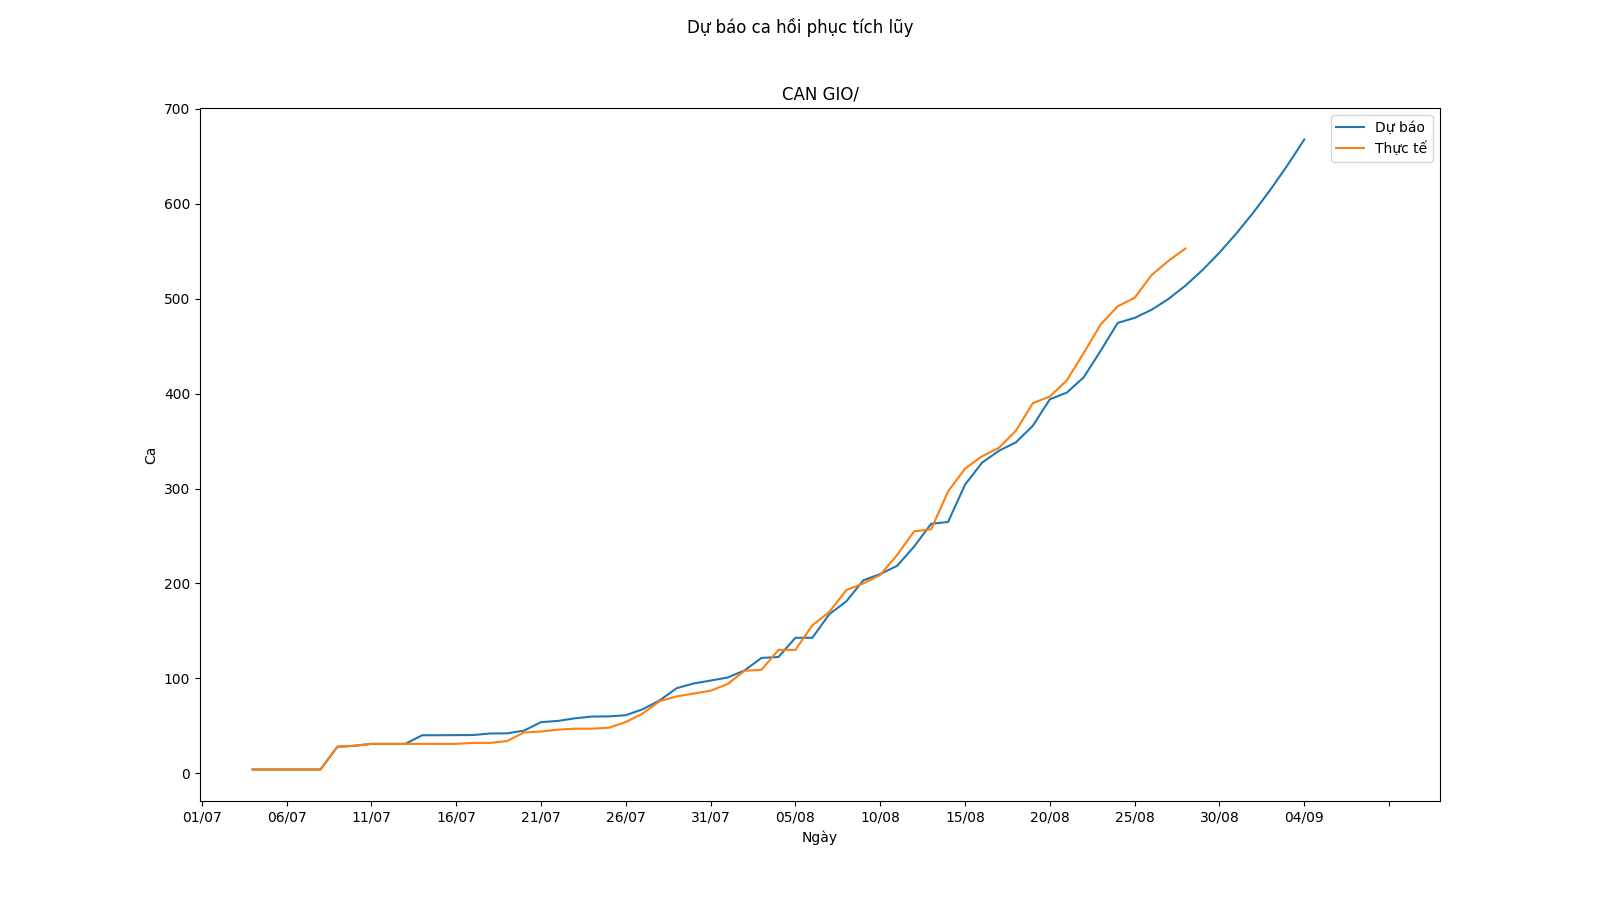 Dự báo ca hồi phục tích lũy
CAN GIO/
700
600
500
400
300
200
100
0
Ca
Dự báo
Thực tế
01/07 06/07 11/07 16/07 21/07 26/07 31/07 05/08 10/08 15/08 20/08 25/08 30/08 04/09
Ngày